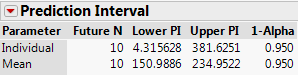 Prediction Interval
Parameter Future N Lower PI Upper PI 1-Alpha
Individual 10 4.315628 381.6251 0.950
Mean 10 150.9886 234.9522 0.950